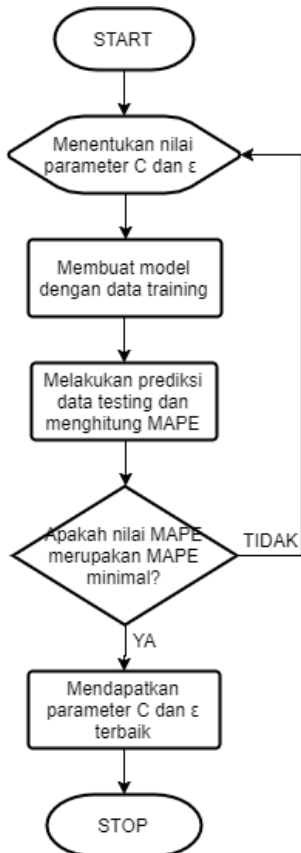 START
Menentukan nilai
parameter C dan ε
Membuat model
dengan data training
Melakukan prediksi
data testing dan
menghitung MAPE
Apakah nilai MAPE
merupakan MAPE
minimal?
TIDAK
YA
Mendapatkan
parameter C dan ε
terbaik
STOP